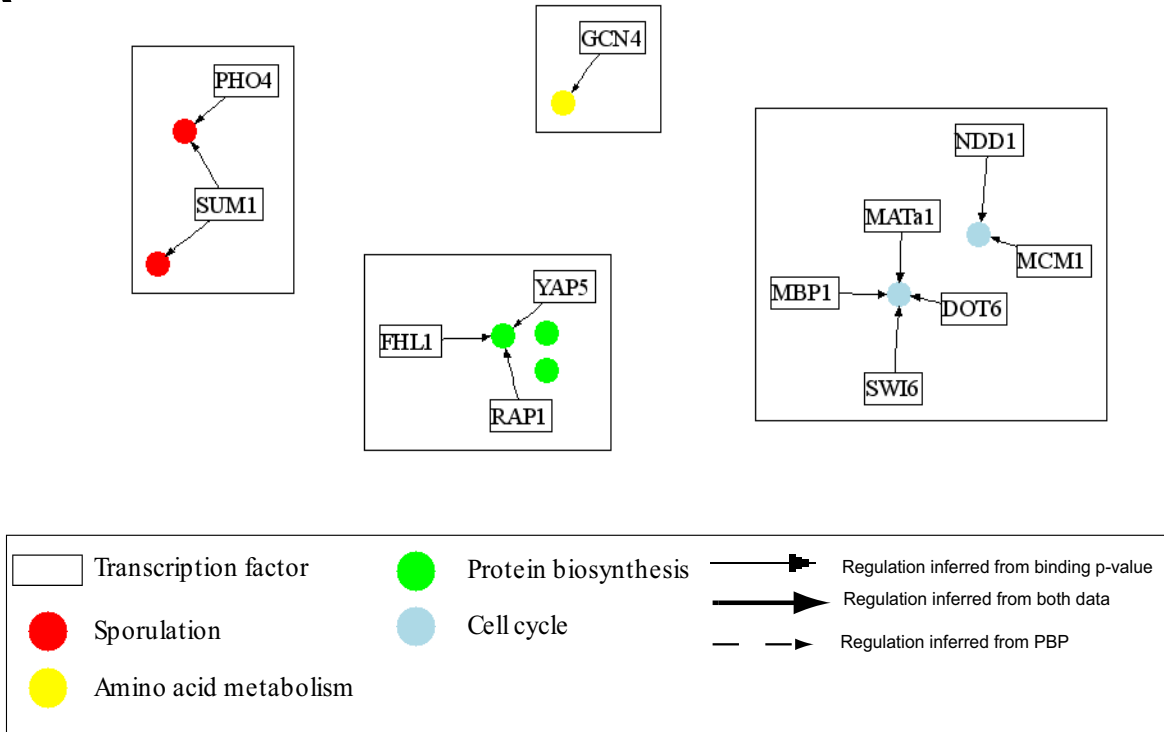 GCN4
PHO4
SUM1
NDD1
MATa1
MCM1
MBP1
DOT6
SWI6
YAP5
FHL1
RAP1
Transcription factor
Sporulation
Amino acid metabolism
Protein biosynthesis
Cell cycle
Regulation inferred from binding p-value
Regulation inferred from both data
Regulation inferred from PBP